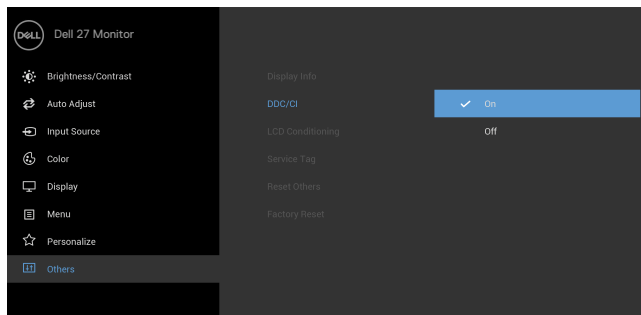 DELL Dell 27 Monitor
Brightness/Contrast
Auto Adjust
Input Source
Color
Display
Menu
Personalize
Others
Display Info
DDC/CI
LCD Conditioning
Service Tag
Reset Others
Factory Reset
On
Off